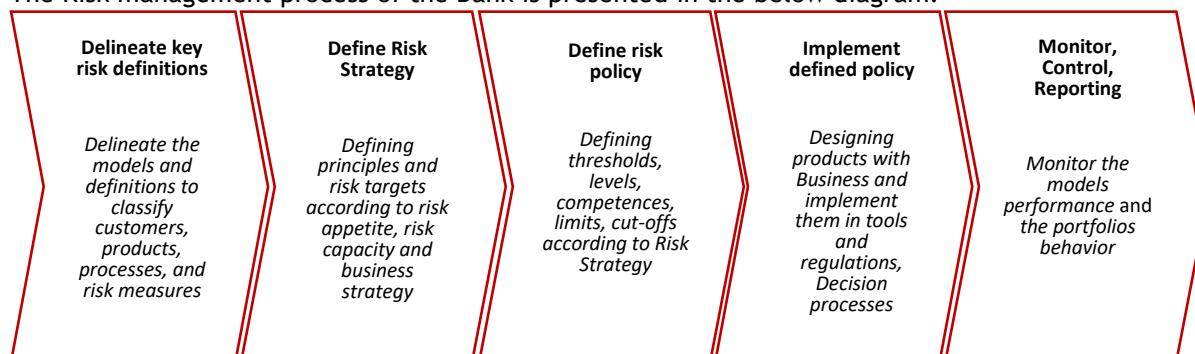 The Risk management process of the Bank is presented in the below diagram.
Delineate key
risk definitions
Delineate the
models and
definitions to
classify
customers,
products,
processes, and
risk measures
Define Risk
Strategy
Defining
principles and
risk targets
according to risk
appetite, risk
capacity and
business
strategy
Define risk
policy
Defining
thresholds,
levels,
competences,
limits, cut-offs
according to Risk
Strategy
Implement
defined policy
Designing
products with
Business and
implement
them in tools
and
regulations,
Decision
processes
Monitor,
Control,
Reporting
Monitor the
models
performance and
the portfolios
behavior